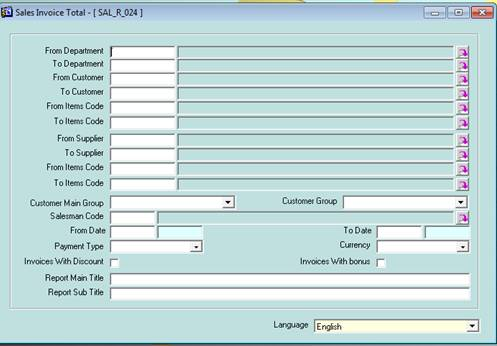 Sales Invoice Total - [ SAL_R_024 ]
From Department
To Department
From Customer
To Customer
From Items Code
To Items Code
From Supplier
To Supplier
From Items Code
To Items Code
Customer Main Group Customer Group
Salesman Code
From Date To Date
Payment Type Currency
Invoices With Discount Invoices With bonus
Report Main Title
Report Sub Title
Language English